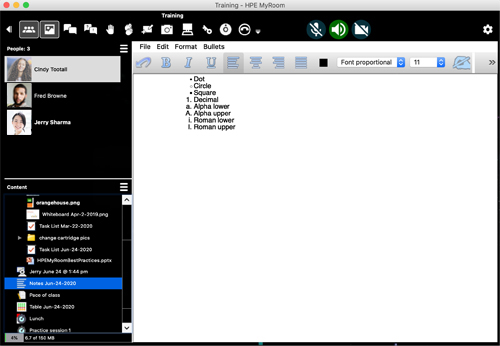 Training - HPE MyRoom
Training
People: 3
Cindy Tootall
Fred Browne
Jerry Sharma
Content
orangehouse.png
Whiteboard Apr-2-2019.png
Task List Mar-22-2020
change cartridge pics
Task List Jun-24-2020
HPEMyRoomBestPractices.pptx
Jerry June 24 @ 1:44 pm
Notes Jun-24-2020
Pace of class
Table Jun-24-2020
Lunch
Practice session 1
4% 6.7 of 150 MB
File Edit Format Bullets
B I U Font proportional 11 »
• Dot
◦ Circle
▪ Square
1. Decimal
a. Alpha lower
A. Alpha upper
i. Roman lower
I. Roman upper